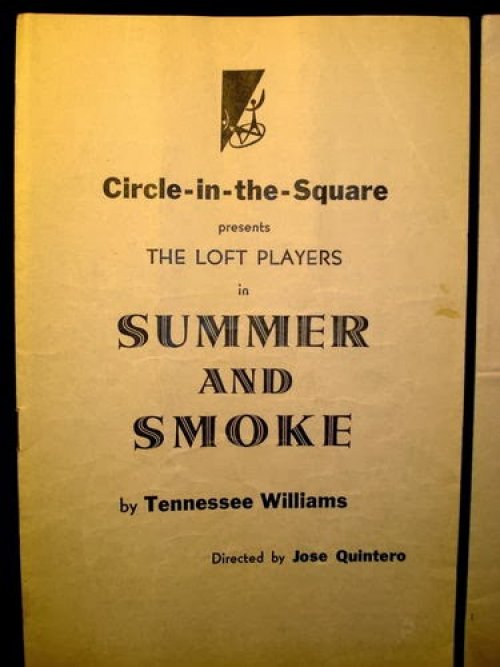 Circle-in-the-Square
presents
THE LOFT PLAYERS
in
SUMMER
AND
SMOKE
by Tennessee Williams
Directed by Jose Quintero